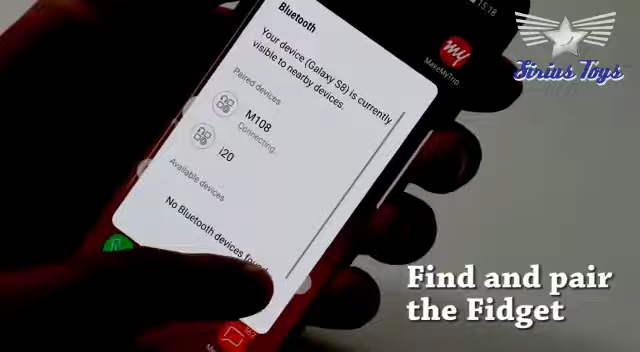 15:18
Sirius Toys
Bluetooth
my
MakeMyTrip
Your device (Galaxy S8) is currently
visible to nearby devices.
Paired devices
M108
Connecting...
i20
Available devices
No Bluetooth devices found
Find and pair
the Fidget